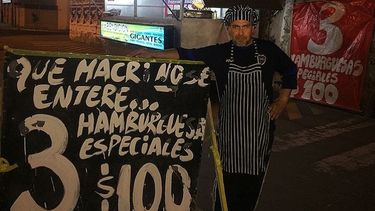 QUE MACRI NO SE
ENTERE...
HAMBURGUESAS
3 ESPECIALES
$100
GIGANTES
3
HAMBURGUESAS
ESPECIALES
100